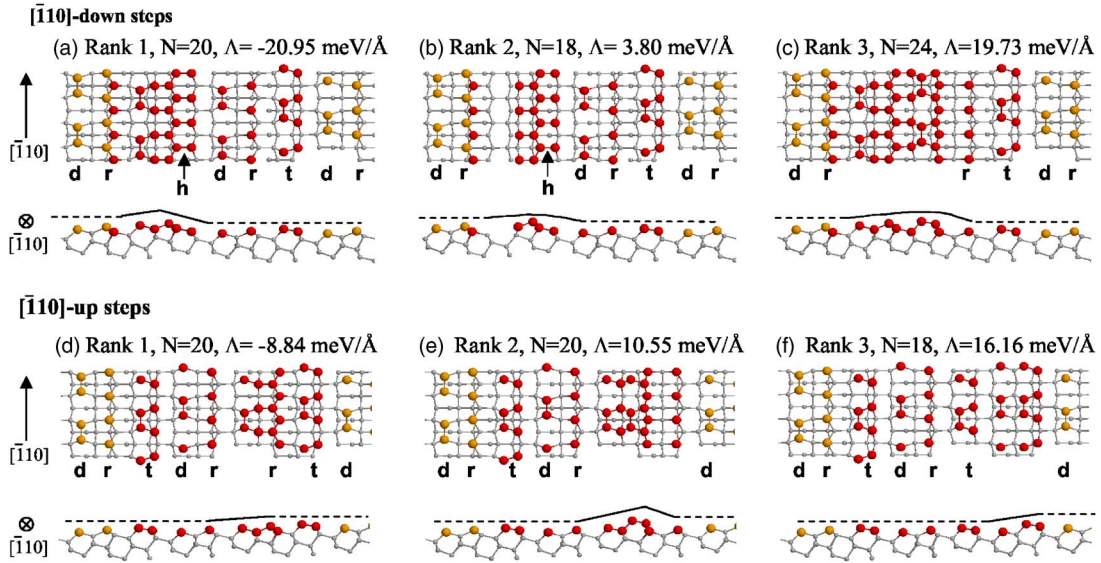 [1̄10]-down steps
(a) Rank 1, N=20, Λ= -20.95 meV/Å
(b) Rank 2, N=18, Λ= 3.80 meV/Å
(c) Rank 3, N=24, Λ=19.73 meV/Å
[1̄10]
d r h d r t d r
d r h d r t d r
d r r t d r
⊗
[1̄10]
[1̄10]-up steps
(d) Rank 1, N=20, Λ= -8.84 meV/Å
(e) Rank 2, N=20, Λ=10.55 meV/Å
(f) Rank 3, N=18, Λ=16.16 meV/Å
[1̄10]
d r t d r r t d
d r t d r d
d r t d r t d
⊗
[1̄10]